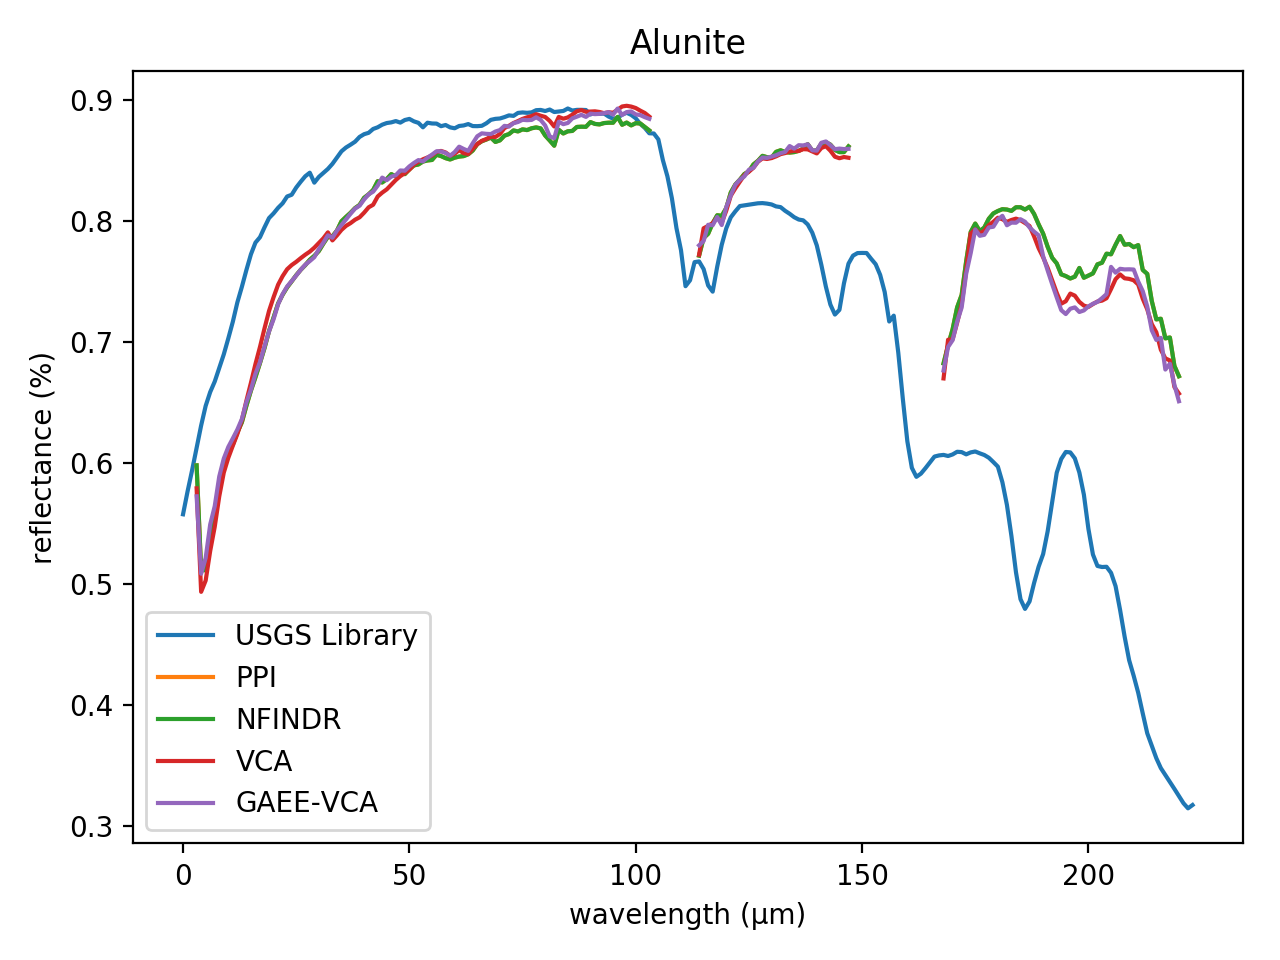 Alunite
reflectance (%)
0.9
0.8
0.7
0.6
0.5
0.4
0.3
USGS Library
PPI
NFINDR
VCA
GAEE-VCA
0 50 100 150 200
wavelength (μm)